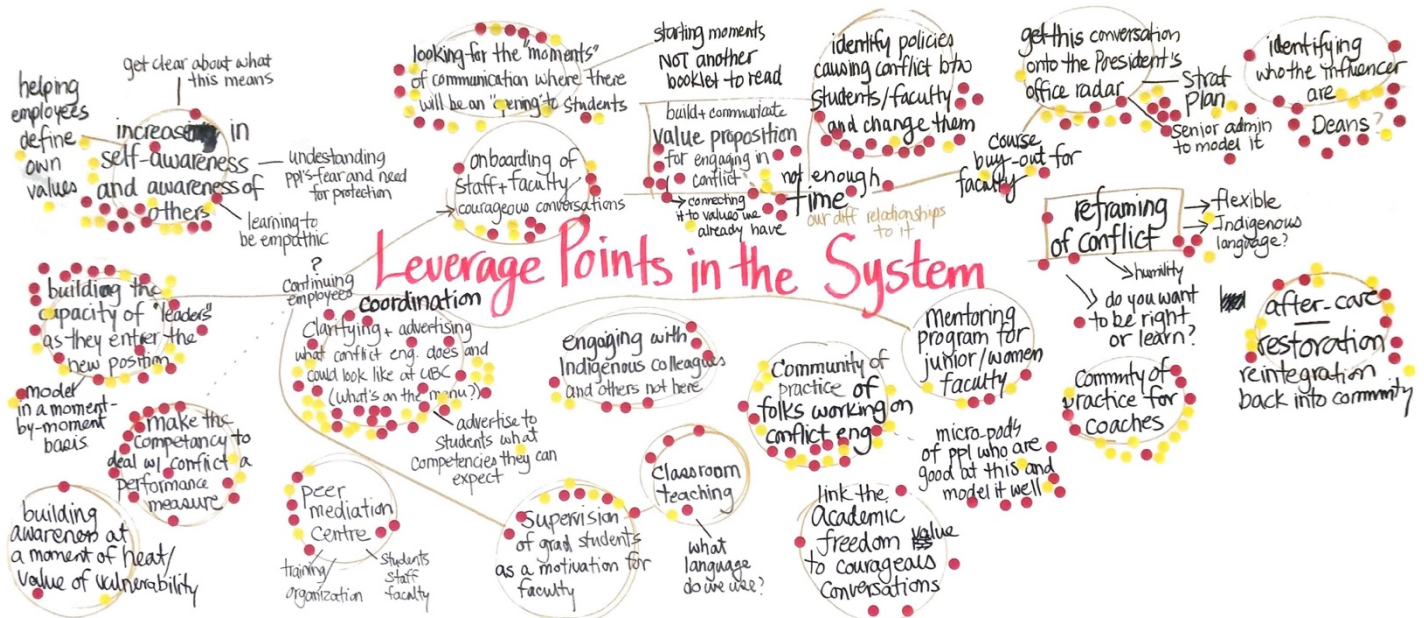 helping
employees
define
own
values
get clear about what
this means
increase in
self-awareness
and awareness of
others
undestanding
ppl's fear and need
for protection
learning to
be empathic
looking for the "moments"
of communication where there
will be an to students
starting moments
NOT another
booklet to read
onboarding of
staff + faculty
courageous conversations
build + communicate
value proposition
for engaging in
conflict
→ connecting
it to values we
already have
not enough
time
our diff relationships
to it
identify policies
causing conflict btw
students/faculty
and change them
course
buy-out for
faculty
get this conversation
onto the President's
office radar
Strat
plan
Senior admin
to model it
identifying
who the influencer
are
Deans?
reframing
of conflict
→ flexible
→ Indigenous
language?
humility
do you want
to be right
or learn?
Leverage Points in the System
building the
capacity of "leaders"
as they enter the
new position
model
in a moment-
by-moment
basis
?
Continuing
employees
coordination
Clarifying + advertising
what conflict eng. does and
could look like at UBC
(what's on the menu?)
advertise to
students what
competencies they can
expect
engaging with
Indigenous colleagues
and others not here
Community of
practice of
folks working on
conflict eng
mentoring
program for
junior/women
faculty
micro-pods
of ppl who are
good at this and
model it well
Commty of
practice for
coaches
after-care
restoration
reintegration
back into commty
make the
competancy to
deal w/ conflict a
performance
measure
building
awareness at
a moment of heat/
value of vulnerability
peer
mediation
centre
training
organization
students
staff
faculty
Supervision
of grad students
as a motivation for
faculty
Classroom
teaching
what
language
do we use?
link the
academic
freedom value
to courageous
conversations